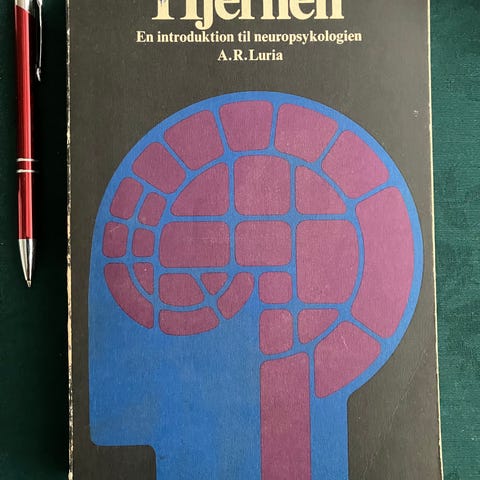 Hjernen
En introduktion til neuropsykologien
A.R.Luria